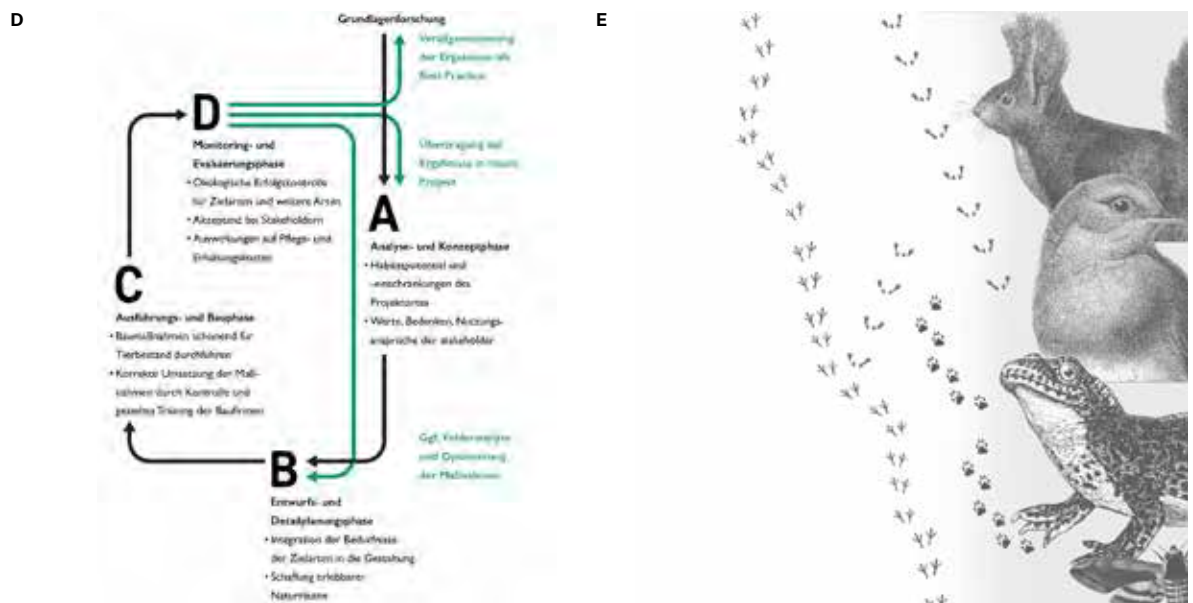 D
E
Grundlagenforschung
Verallgemeinerung
der Ergebnisse als
Best Practice
D
Monitoring- und
Evaluierungsphase
• Ökologische Erfolgskontrolle
für Zielarten und weitere Arten
• Akzeptanz bei Stakeholdern
• Auswirkungen auf Pflege- und
Erhaltungskosten
Übertragung der
Ergebnisse in neues
Projekt
A
Analyse- und Konzeptphase
• Habitatpotential und
-einschränkungen des
Projektortes
• Werte, Bedenken, Nutzungs-
ansprüche der stakeholder
C
Ausführungs- und Bauphase
• Baumaßnahmen schonend für
Tierbestand durchführen
• Korrekte Umsetzung der Maß-
nahmen durch Kontrolle und
gezieltes Training der Baufirmen
Ggf. Fehleranalyse
und Optimierung
der Maßnahmen
B
Entwurfs- und
Detailplanungsphase
• Integration der Bedürfnisse
der Zielarten in die Gestaltung
• Schaffung erlebbarer
Naturräume